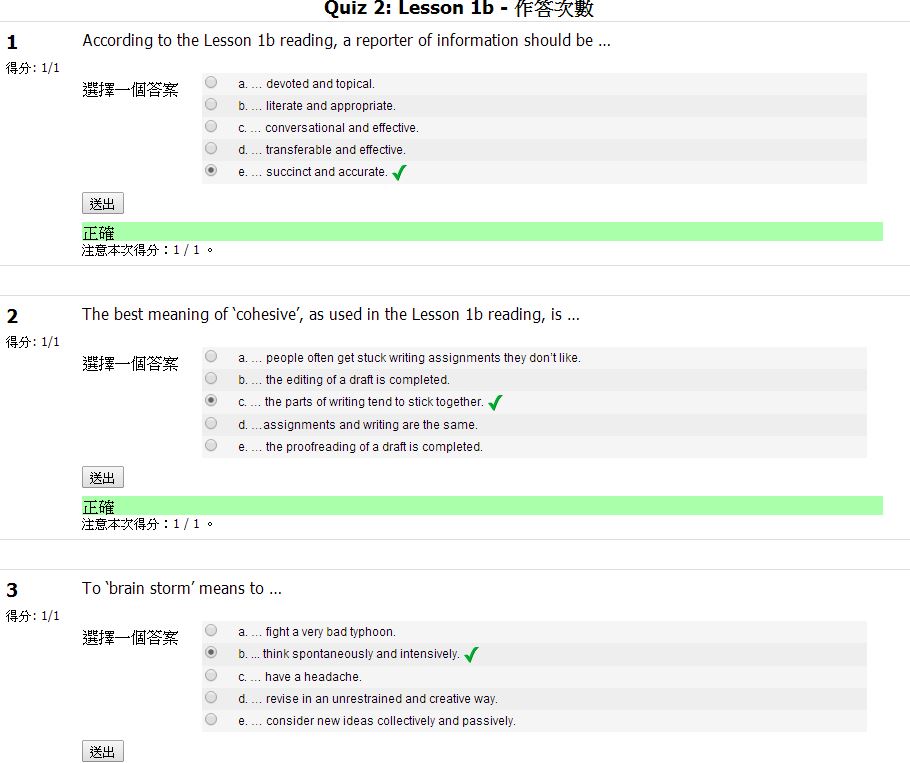 Quiz 2: Lesson 1b - 作答次數
1
According to the Lesson 1b reading, a reporter of information should be ...
得分: 1/1
選擇一個答案
a. ... devoted and topical.
b. ... literate and appropriate.
c. ... conversational and effective.
d. ... transferable and effective.
e. ... succinct and accurate.
送出
正確
注意本次得分：1 / 1 。
2
The best meaning of ‘cohesive’, as used in the Lesson 1b reading, is ...
得分: 1/1
選擇一個答案
a. ... people often get stuck writing assignments they don’t like.
b. ... the editing of a draft is completed.
c. ... the parts of writing tend to stick together.
d. ...assignments and writing are the same.
e. ... the proofreading of a draft is completed.
送出
正確
注意本次得分：1 / 1 。
3
To ‘brain storm’ means to ...
得分: 1/1
選擇一個答案
a. ... fight a very bad typhoon.
b. ... think spontaneously and intensively.
c. ... have a headache.
d. ... revise in an unrestrained and creative way.
e. ... consider new ideas collectively and passively.
送出